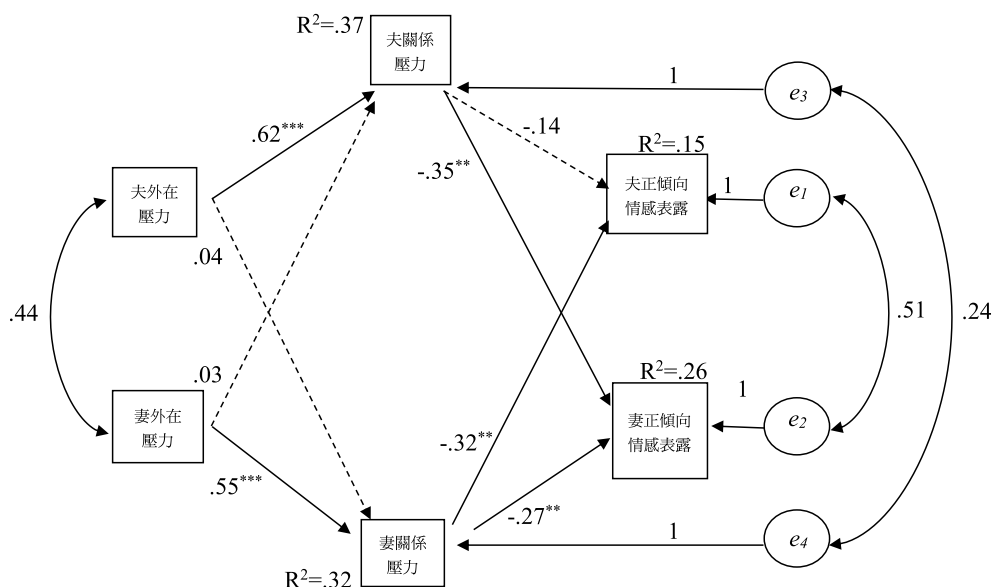 R²=.37
夫關係
壓力
1
e₃
.62***
-.14
R²=.15
-.35**
夫外在
壓力
夫正傾向
情感表露
1
e₁
.04
.44
.51
.24
.03
R²=.26
妻外在
壓力
妻正傾向
情感表露
1
e₂
-.32**
.55***
-.27**
妻關係
壓力
1
e₄
R²=.32